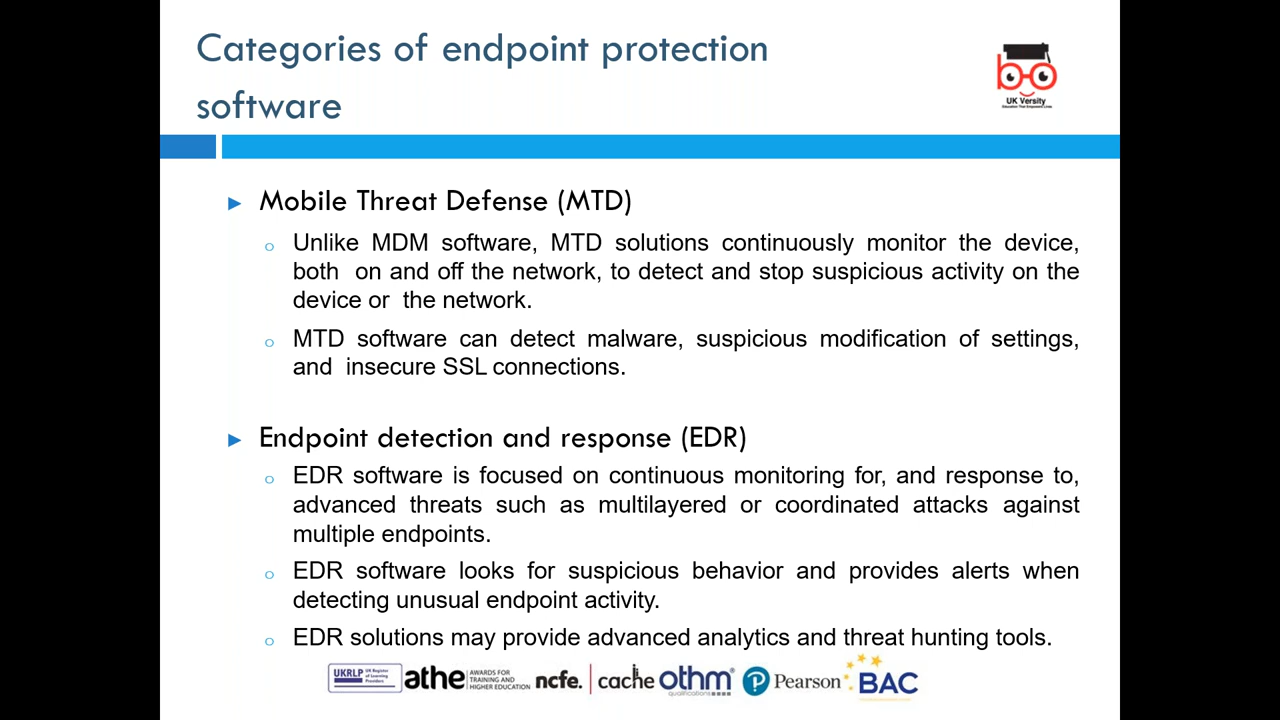 Categories of endpoint protection
software
UK Versity
Education That Empower Lives
Mobile Threat Defense (MTD)
Unlike MDM software, MTD solutions continuously monitor the device,
both on and off the network, to detect and stop suspicious activity on the
device or the network.
MTD software can detect malware, suspicious modification of settings,
and insecure SSL connections.
Endpoint detection and response (EDR)
EDR software is focused on continuous monitoring for, and response to,
advanced threats such as multilayered or coordinated attacks against
multiple endpoints.
EDR software looks for suspicious behavior and provides alerts when
detecting unusual endpoint activity.
EDR solutions may provide advanced analytics and threat hunting tools.
UKRLP UK Register of Learning Providers
athe AWARDS FOR TRAINING AND HIGHER EDUCATION
ncfe. cache
othm qualifications
Pearson
BAC